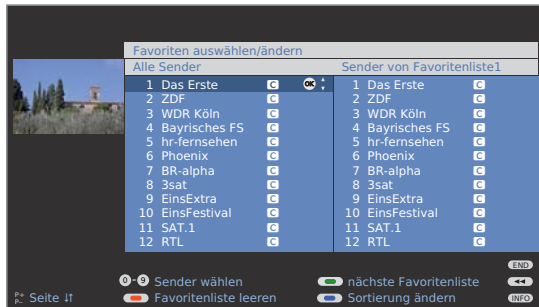 Favoriten auswählen/ändern
Alle Sender Sender von Favoritenliste1
1 Das Erste C OK 1 Das Erste C
2 ZDF C 2 ZDF C
3 WDR Köln C 3 WDR Köln C
4 Bayrisches FS C 4 Bayrisches FS C
5 hr-fernsehen C 5 hr-fernsehen C
6 Phoenix C 6 Phoenix C
7 BR-alpha C 7 BR-alpha C
8 3sat C 8 3sat C
9 EinsExtra C 9 EinsExtra C
10 EinsFestival C 10 EinsFestival C
11 SAT.1 C 11 SAT.1 C
12 RTL C 12 RTL C
END
0-9 Sender wählen nächste Favoritenliste
P+ P- Seite Favoritenliste leeren Sortierung ändern INFO